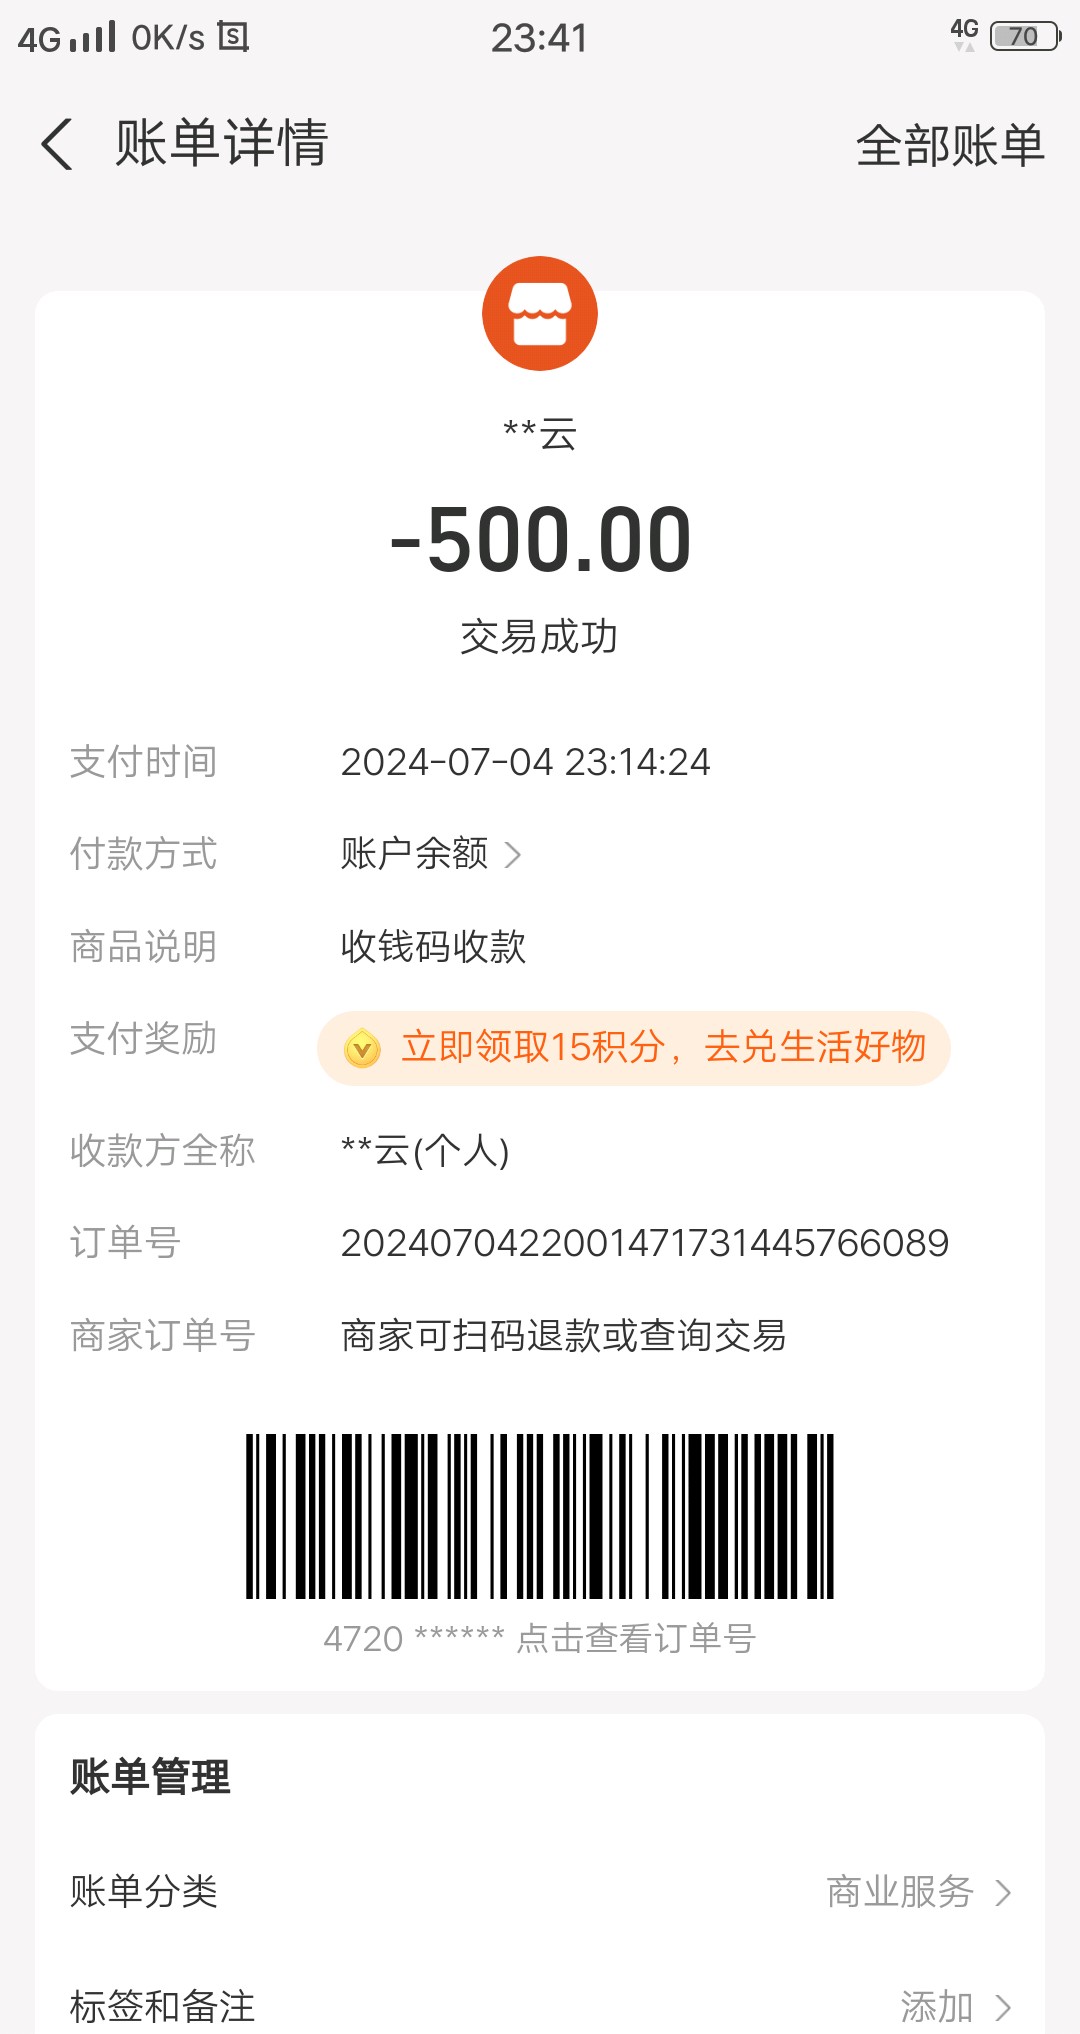 4G 0K/s 23:41 4G 70
账单详情 全部账单
**云
-500.00
交易成功
支付时间 2024-07-04 23:14:24
付款方式 账户余额
商品说明 收钱码收款
支付奖励 立即领取15积分，去兑生活好物
收款方全称 **云(个人)
订单号 20240704220014717314457​66089
商家订单号 商家可扫码退款或查询交易
4720 ****** 点击查看订单号
账单管理
账单分类 商业服务
标签和备注 添加